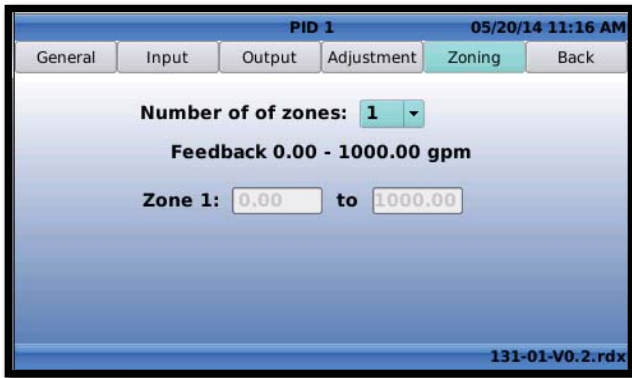 PID 1 05/20/14 11:16 AM
General Input Output Adjustment Zoning Back
Number of of zones: 1
Feedback 0.00 - 1000.00 gpm
Zone 1: 0.00 to 1000.00
131-01-V0.2.rdx